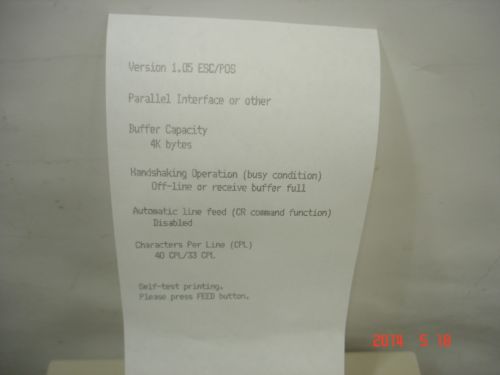 Version 1.05 ESC/POS
Parallel Interface or other
Buffer Capacity
4K bytes
Handshaking Operation (busy condition)
Off-line or receive buffer full
Automatic line feed (CR command function)
Disabled
Characters Per Line (CPL)
40 CPL/33 CPL
Self-test printing.
Please press FEED button.
2014 5 18